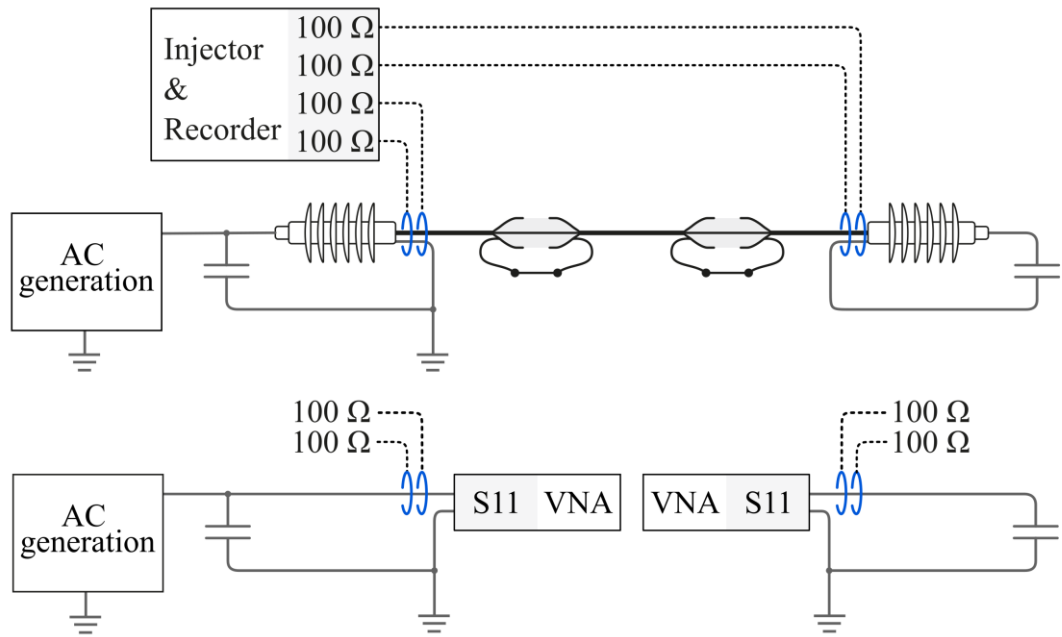 Injector
&
Recorder
100 Ω
100 Ω
100 Ω
100 Ω
AC
generation
100 Ω
100 Ω
100 Ω
100 Ω
AC
generation
S11 VNA
VNA S11